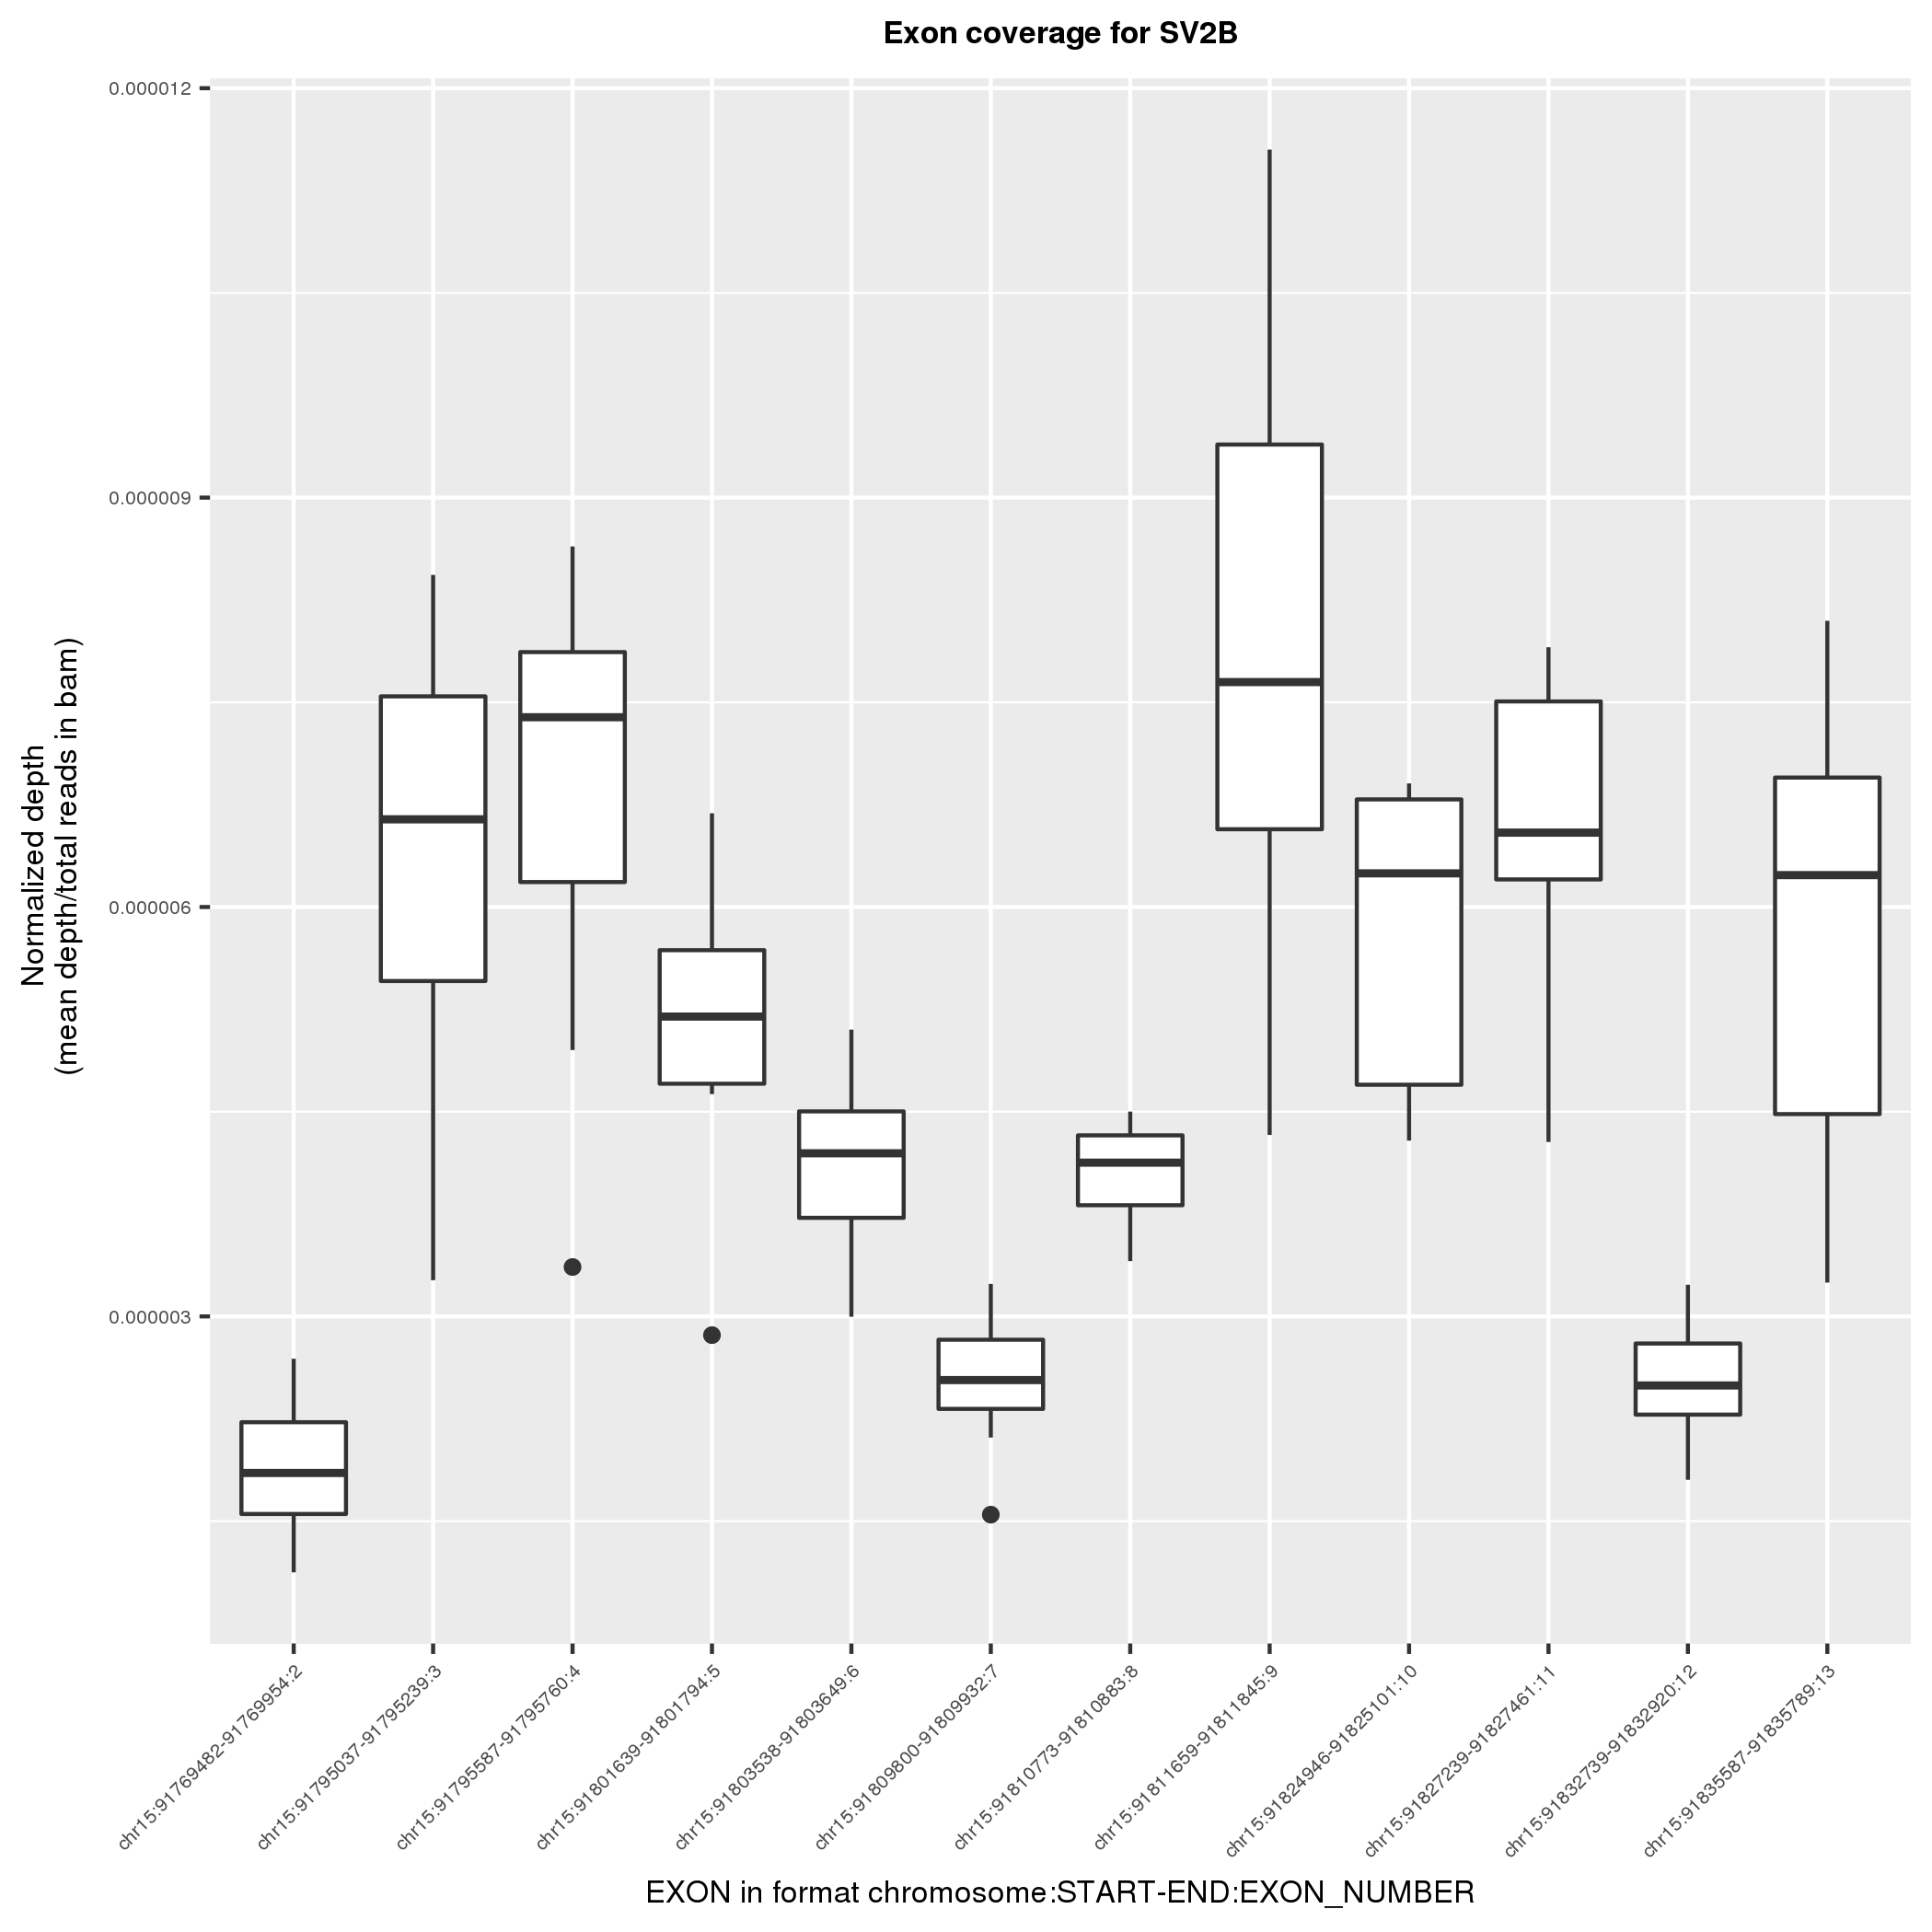 Exon coverage for SV2B
0.000012
0.000009
0.000006
0.000003
Normalized depth
(mean depth/total reads in bam)
chr15:91769482-91769954:2
chr15:91795037-91795239:3
chr15:91795587-91795760:4
chr15:91801639-91801794:5
chr15:91803538-91803649:6
chr15:91809800-91809932:7
chr15:91810773-91810883:8
chr15:91811659-91811845:9
chr15:91824946-91825101:10
chr15:91827239-91827461:11
chr15:91832739-91832920:12
chr15:91835587-91835789:13
EXON in format chromosome:START-END:EXON_NUMBER